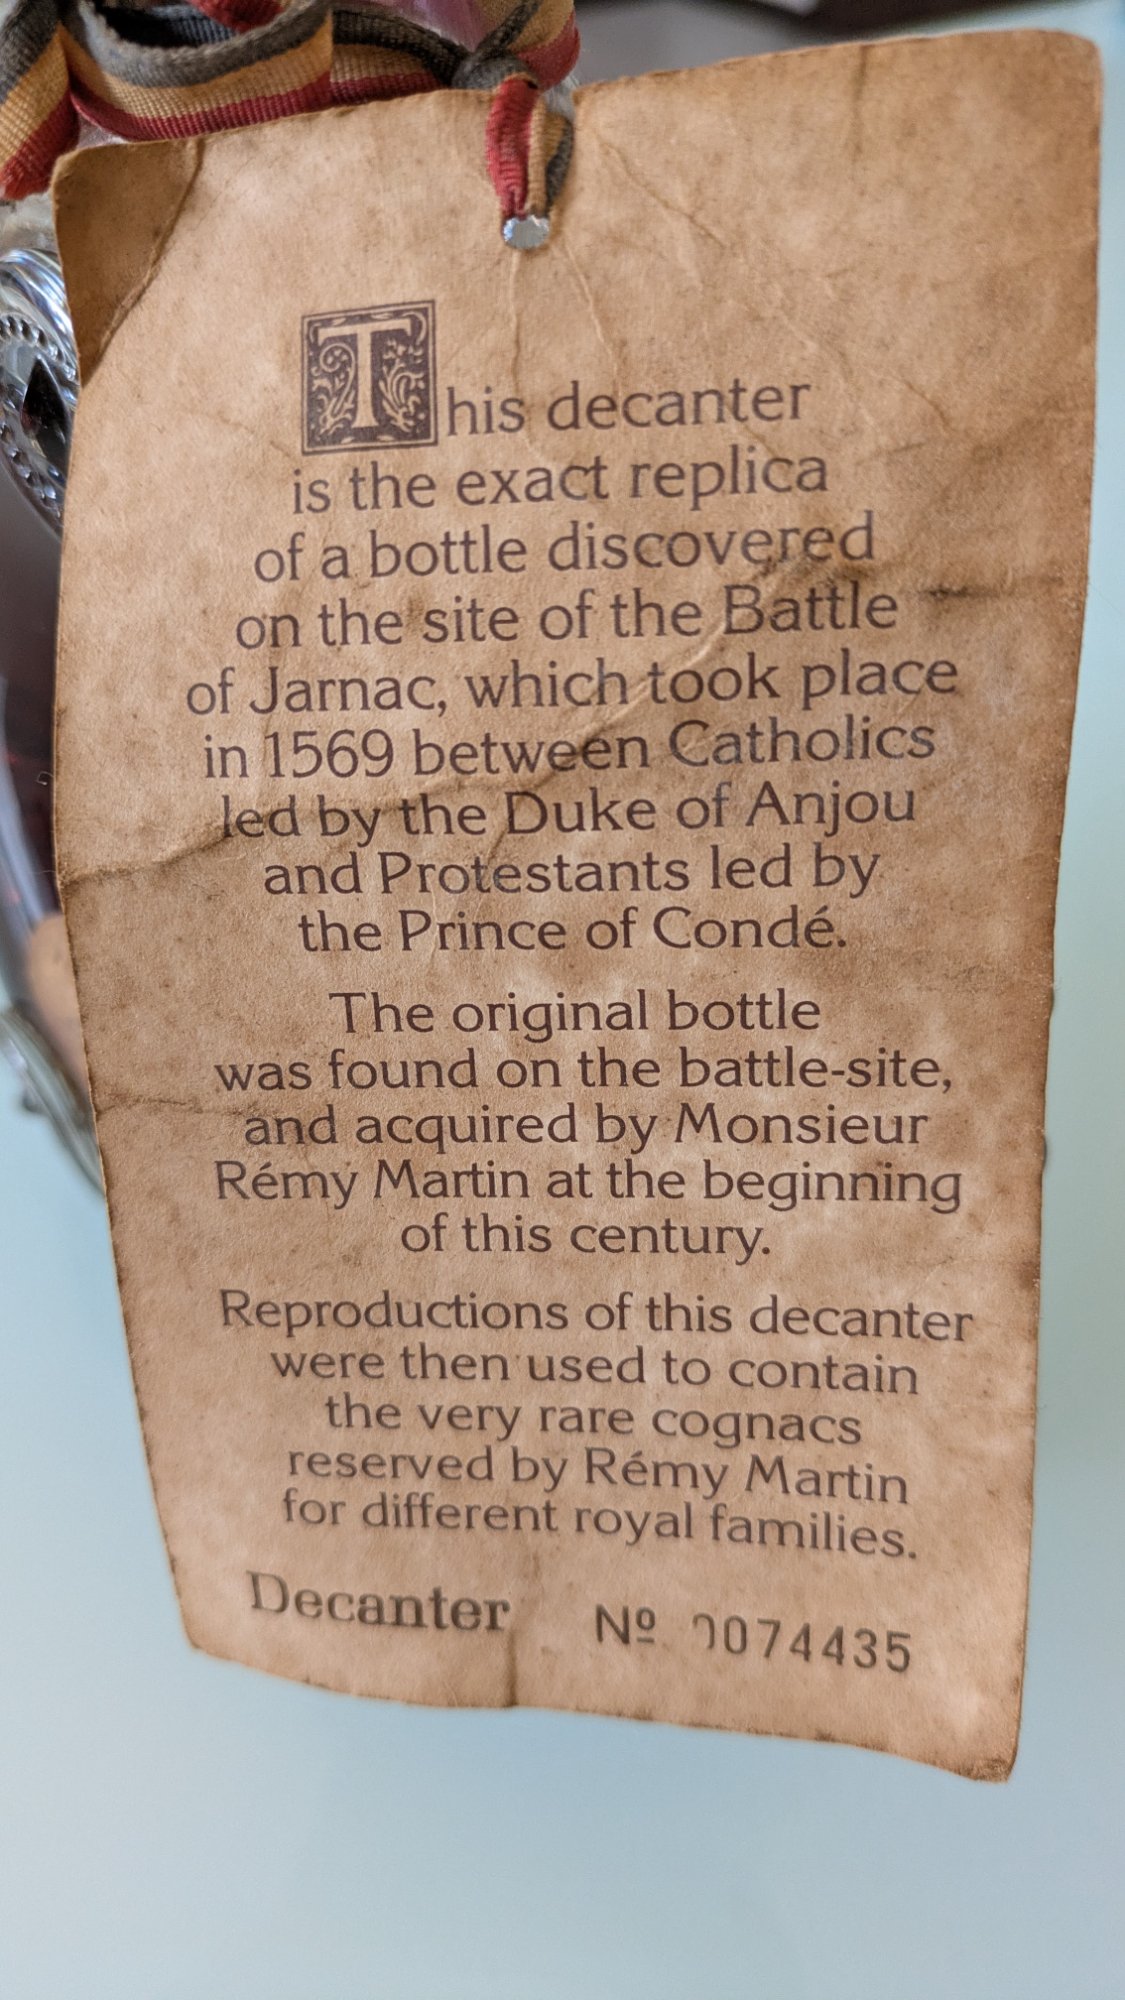 This decanter
is the exact replica
of a bottle discovered
on the site of the Battle
of Jarnac, which took place
in 1569 between Catholics
led by the Duke of Anjou
and Protestants led by
the Prince of Condé.
The original bottle
was found on the battle-site,
and acquired by Monsieur
Rémy Martin at the beginning
of this century.
Reproductions of this decanter
were then used to contain
the very rare cognacs
reserved by Rémy Martin
for different royal families.
Decanter Nº 0074435